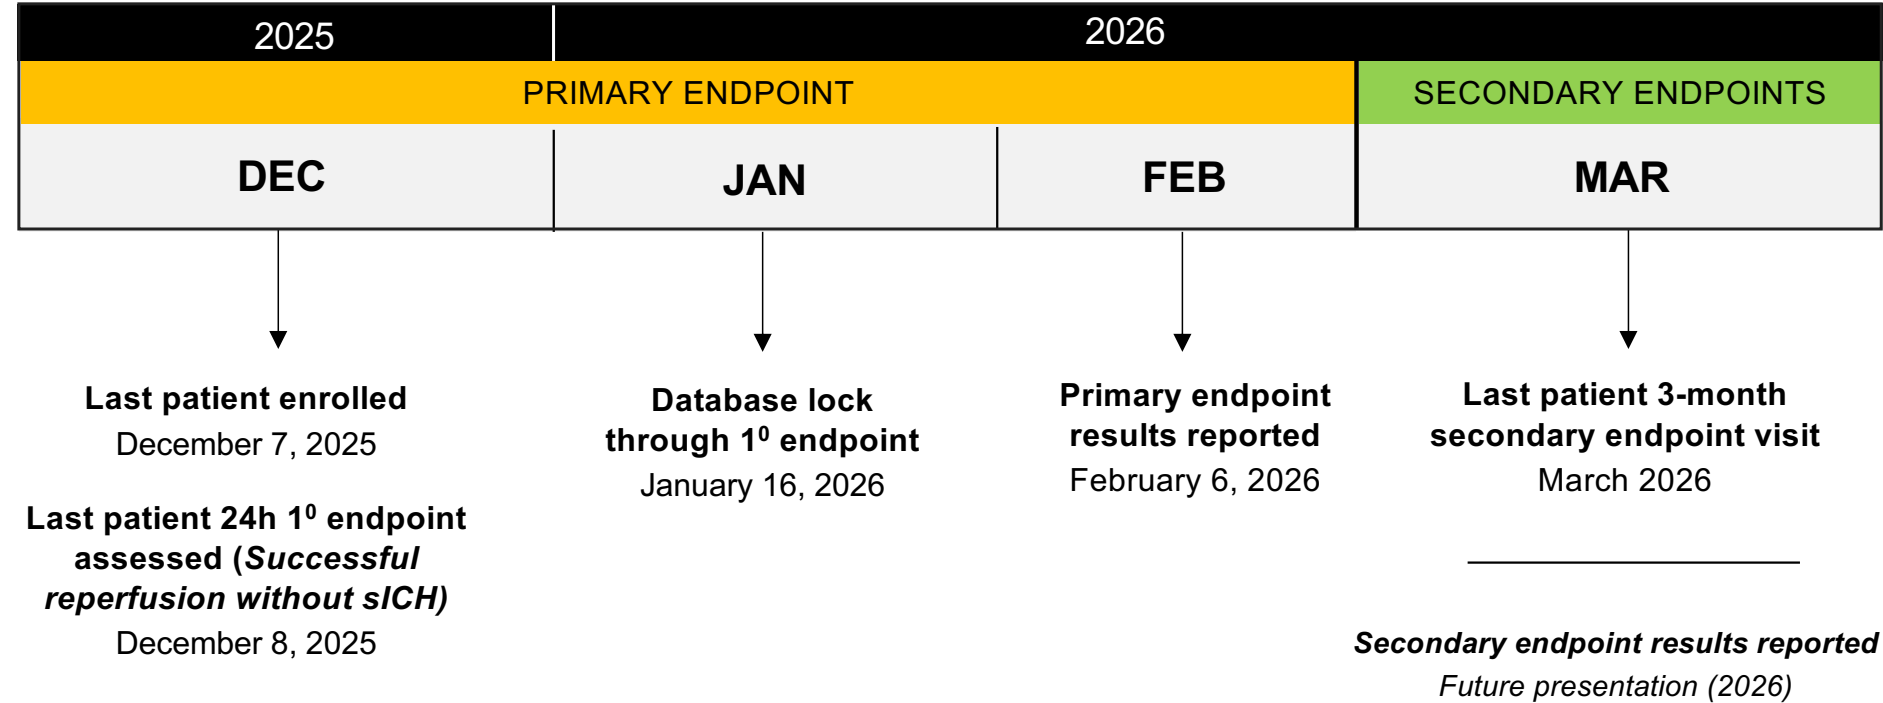 2025
2026
PRIMARY ENDPOINT
SECONDARY ENDPOINTS
DEC
JAN
FEB
MAR
Last patient enrolled
December 7, 2025
Last patient 24h 1⁰ endpoint
assessed (Successful
reperfusion without sICH)
December 8, 2025
Database lock
through 1⁰ endpoint
January 16, 2026
Primary endpoint
results reported
February 6, 2026
Last patient 3-month
secondary endpoint visit
March 2026
Secondary endpoint results reported
Future presentation (2026)